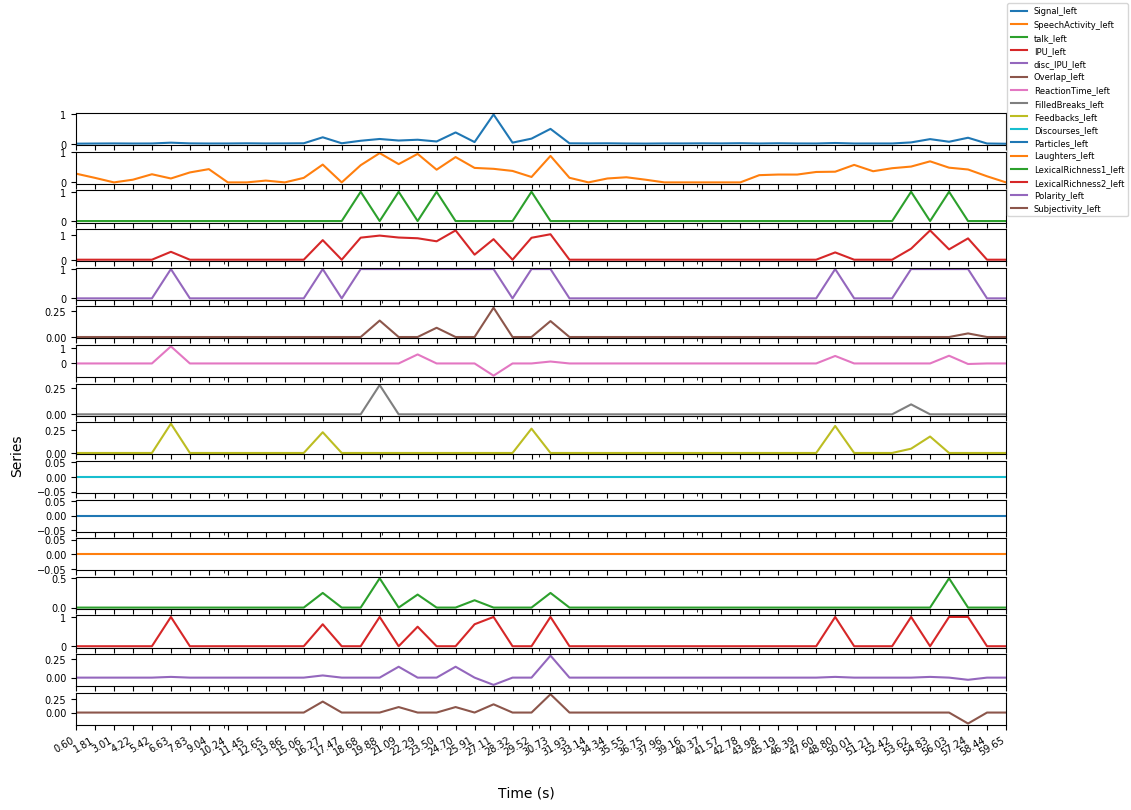 Signal_left
SpeechActivity_left
talk_left
IPU_left
disc_IPU_left
Overlap_left
ReactionTime_left
FilledBreaks_left
Feedbacks_left
Discourses_left
Particles_left
Laughters_left
LexicalRichness1_left
LexicalRichness2_left
Polarity_left
Subjectivity_left
1
0
1
0
1
0
1
0
1
0
0.25
0.00
1
0
0.25
0.00
0.25
0.00
0.05
0.00
−0.05
0.05
0.00
−0.05
0.05
0.00
−0.05
0.5
0.0
1
0
0.25
0.00
0.25
0.00
Series
0.60 1.81 3.01 4.22 5.42 6.63 7.83 9.04 10.24 11.45 12.65 13.86 15.06 16.27 17.47 18.68 19.88 21.09 22.29 23.50 24.70 25.91 27.11 28.32 29.52 30.73 31.93 33.14 34.34 35.55 36.75 37.96 39.16 40.37 41.57 42.78 43.98 45.19 46.39 47.60 48.80 50.01 51.21 52.42 53.62 54.83 56.03 57.24 58.44 59.65
Time (s)